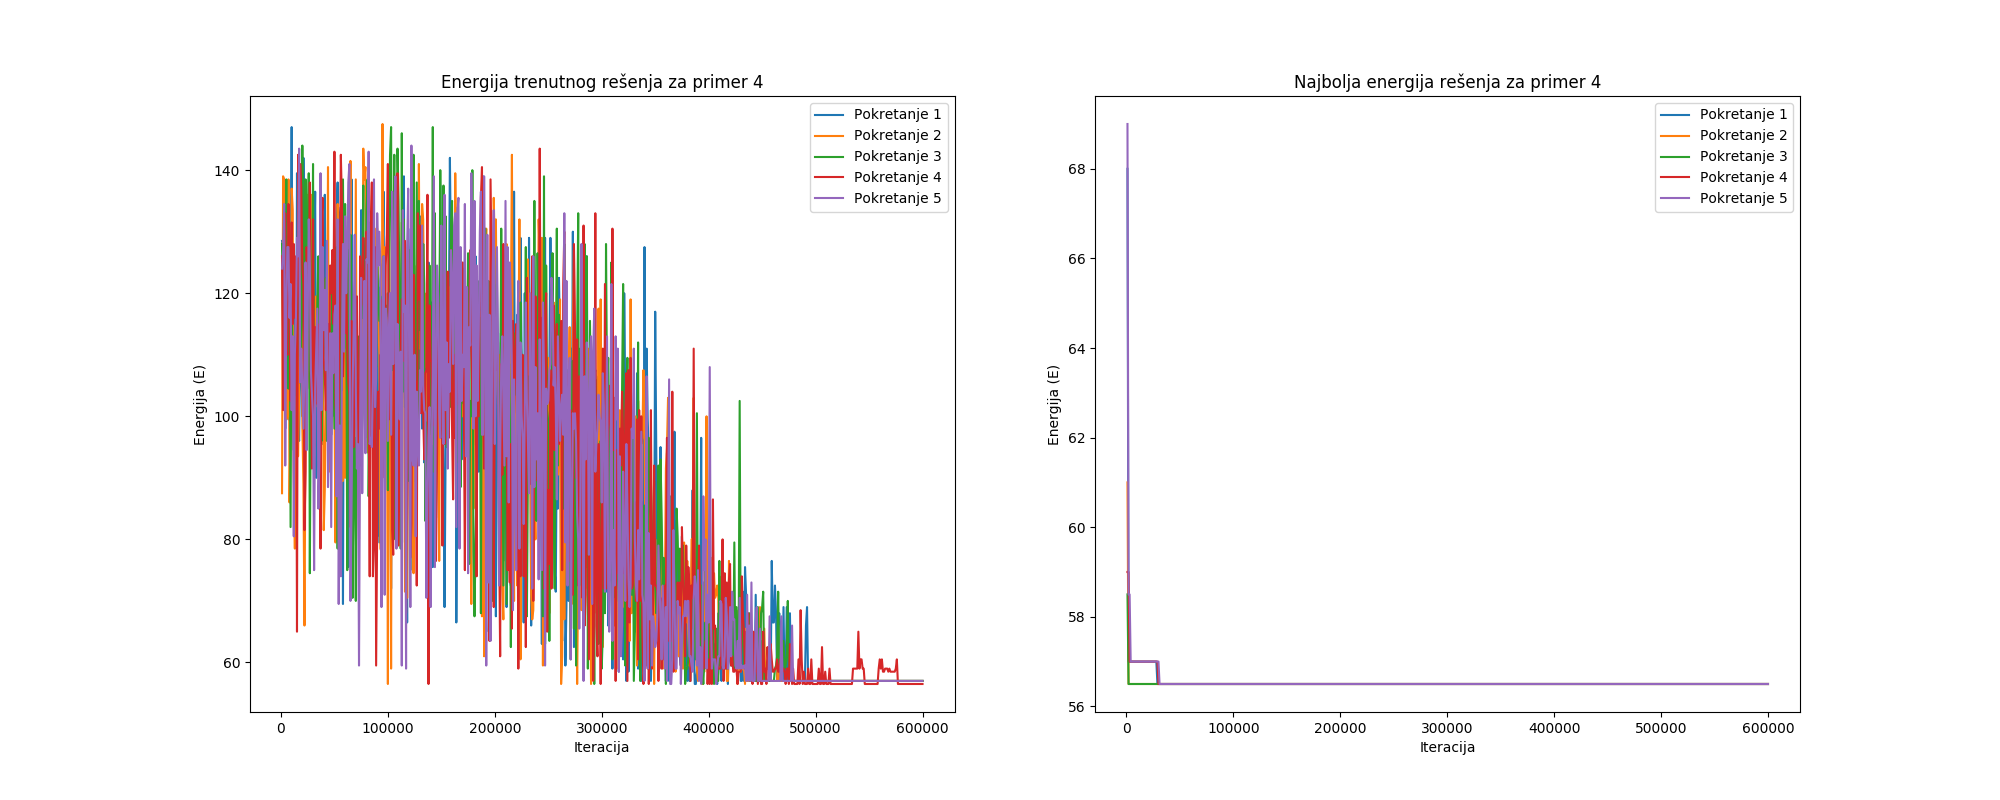 Energija trenutnog rešenja za primer 4
Energija (E)
140
120
100
80
60
0
100000
200000
300000
400000
500000
600000
Iteracija
Pokretanje 1
Pokretanje 2
Pokretanje 3
Pokretanje 4
Pokretanje 5
Najbolja energija rešenja za primer 4
Energija (E)
68
66
64
62
60
58
56
0
100000
200000
300000
400000
500000
600000
Iteracija
Pokretanje 1
Pokretanje 2
Pokretanje 3
Pokretanje 4
Pokretanje 5